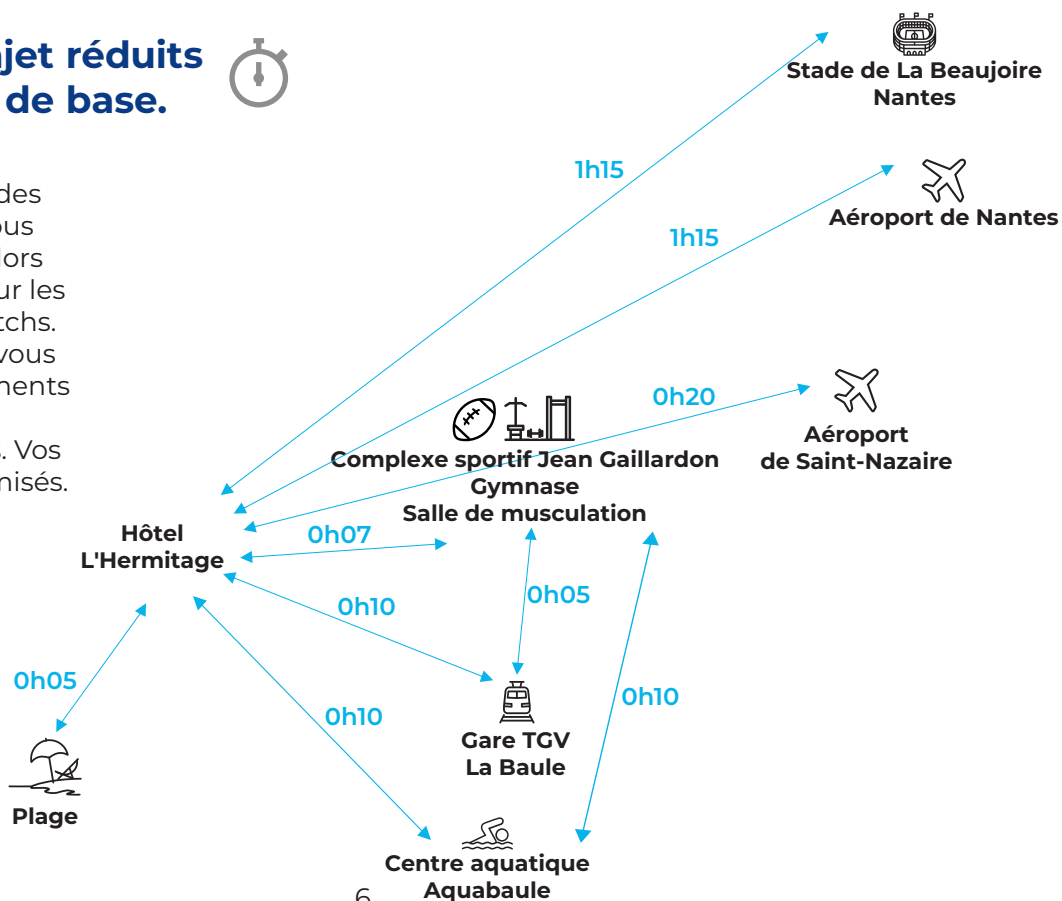 jet réduits
de base.
des
ous
lors
ur les
tchs.
vous
ments
. Vos
nisés.
Stade de La Beaujoire
Nantes
1h15
Aéroport de Nantes
1h15
0h20
Aéroport
de Saint-Nazaire
Complexe sportif Jean Gaillardon
Gymnase
Salle de musculation
Hôtel
L'Hermitage
0h07
0h10
0h05
0h05
0h10
0h10
Gare TGV
La Baule
Plage
Centre aquatique
Aquabaule
6